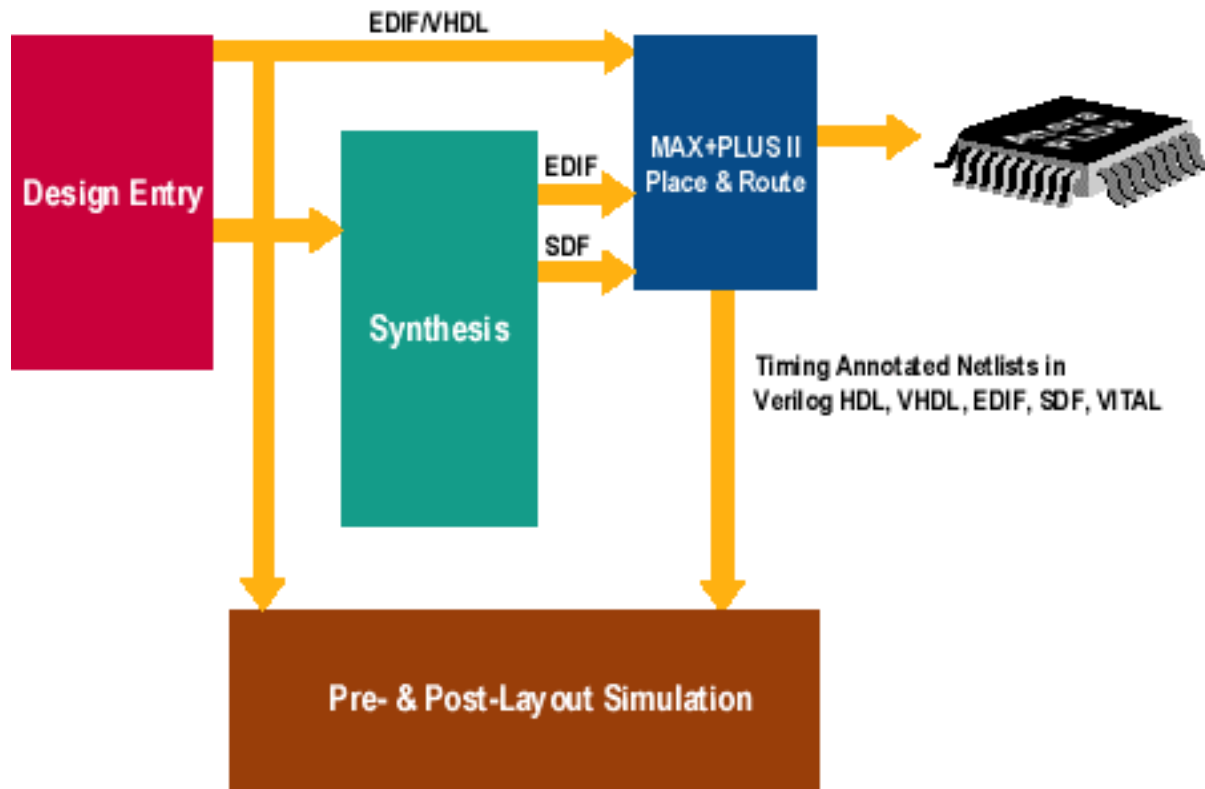 EDIF/VHDL
Design Entry
MAX+PLUS II
Place & Route
EDIF
SDF
Synthesis
Timing Annotated Netlists in
Verilog HDL, VHDL, EDIF, SDF, VITAL
Pre- & Post-Layout Simulation